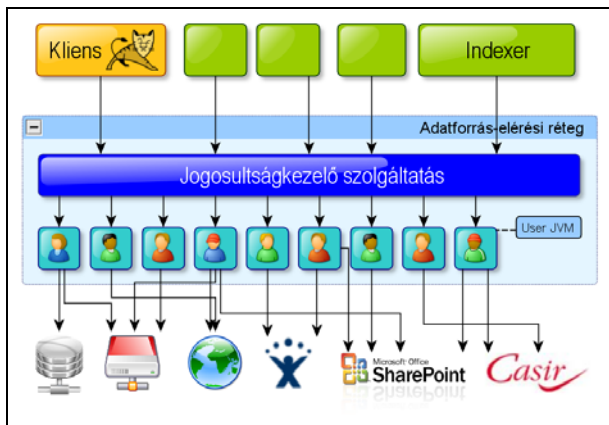 Kliens
Indexer
Adatforrás-elérési réteg
Jogosultságkezelő szolgáltatás
User JVM
Microsoft Office
SharePoint
Casir